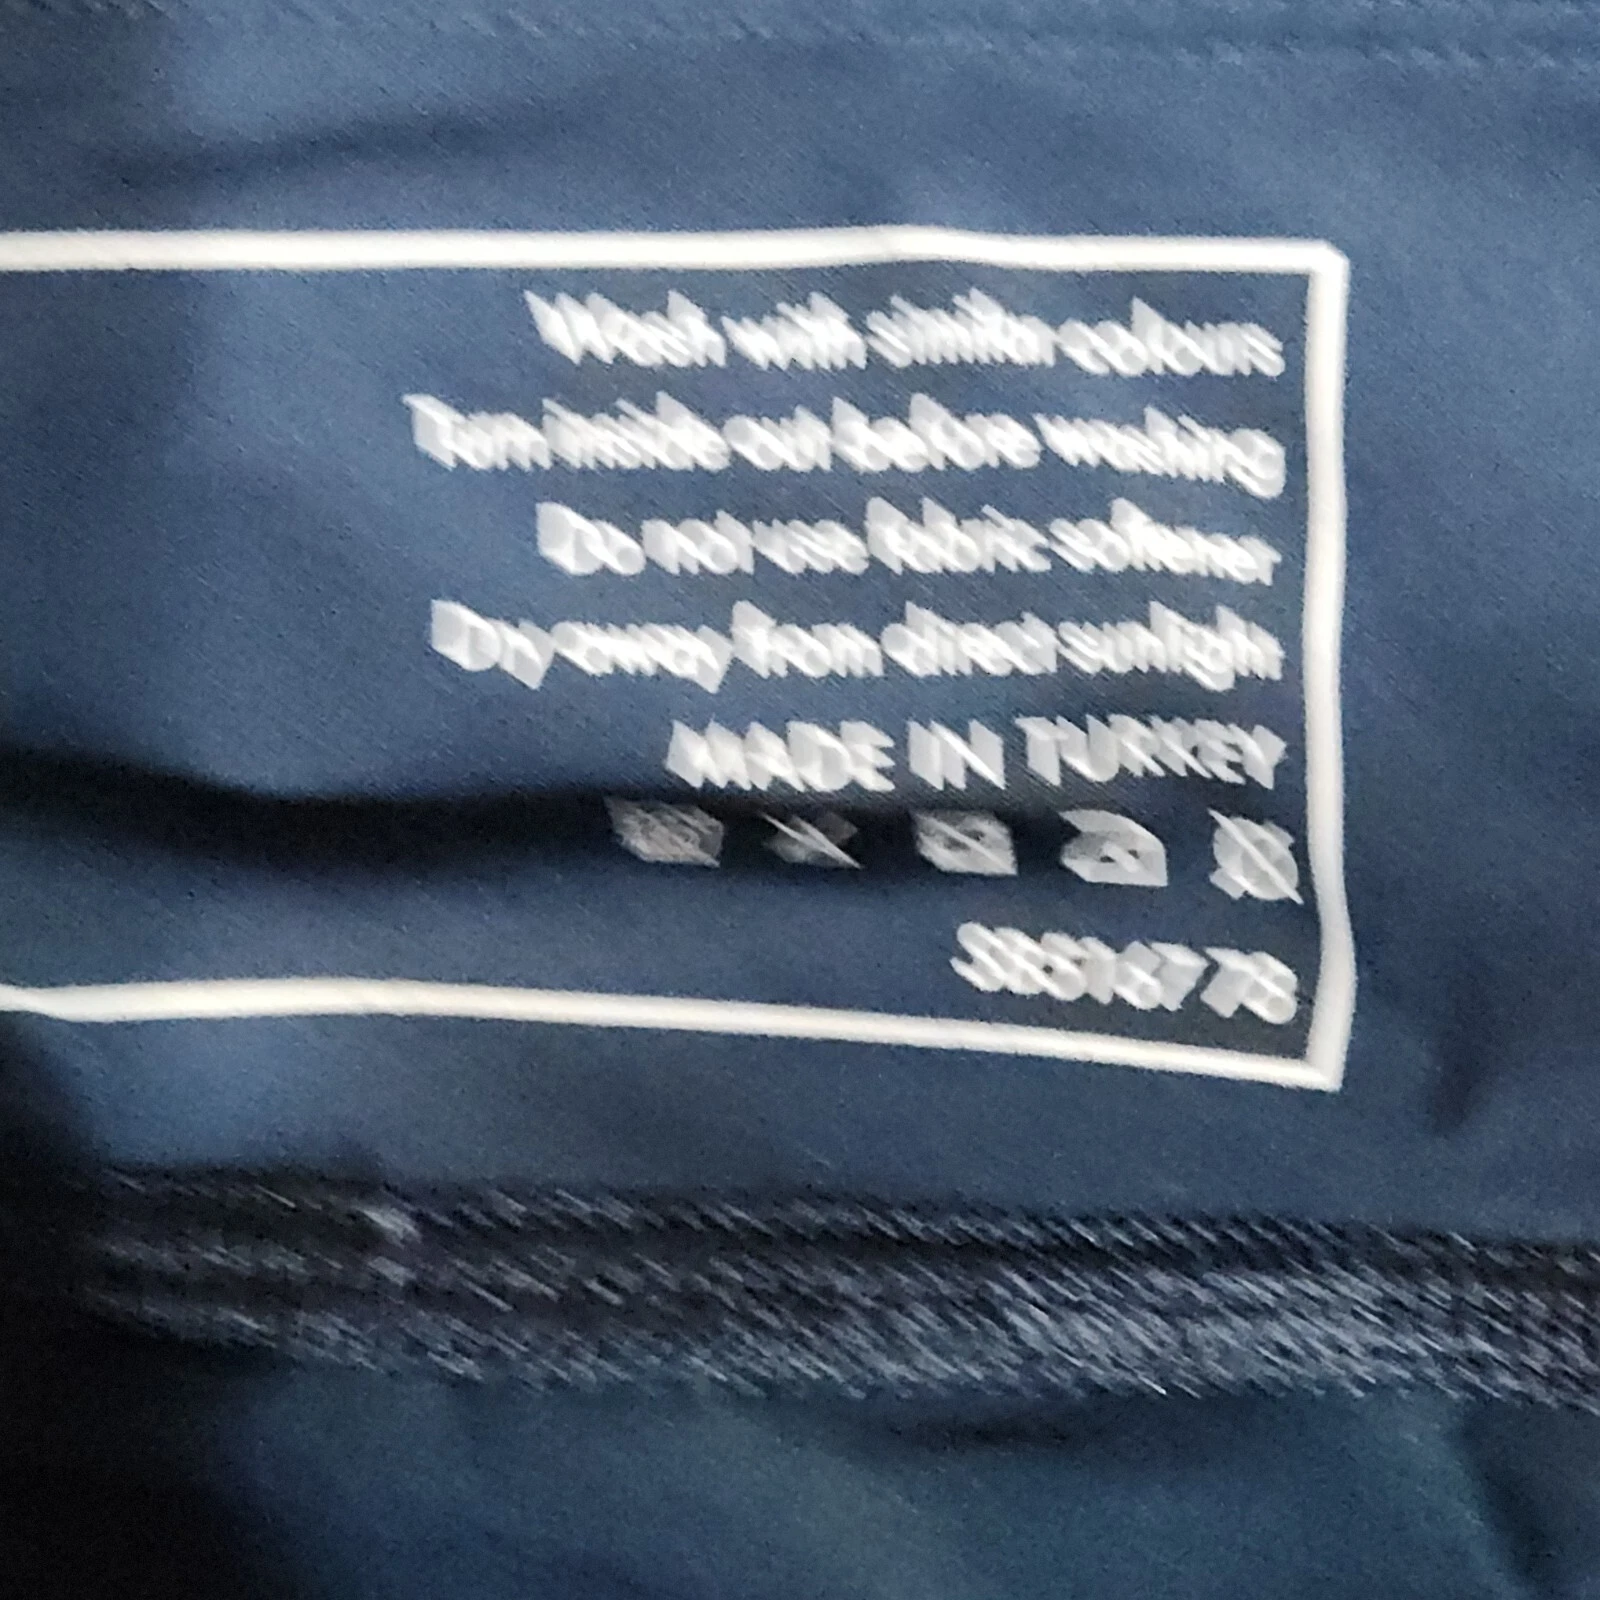 Wash with similar colours
Turn inside out before washing
Do not use fabric softener
Dry away from direct sunlight
MADE IN TURKEY